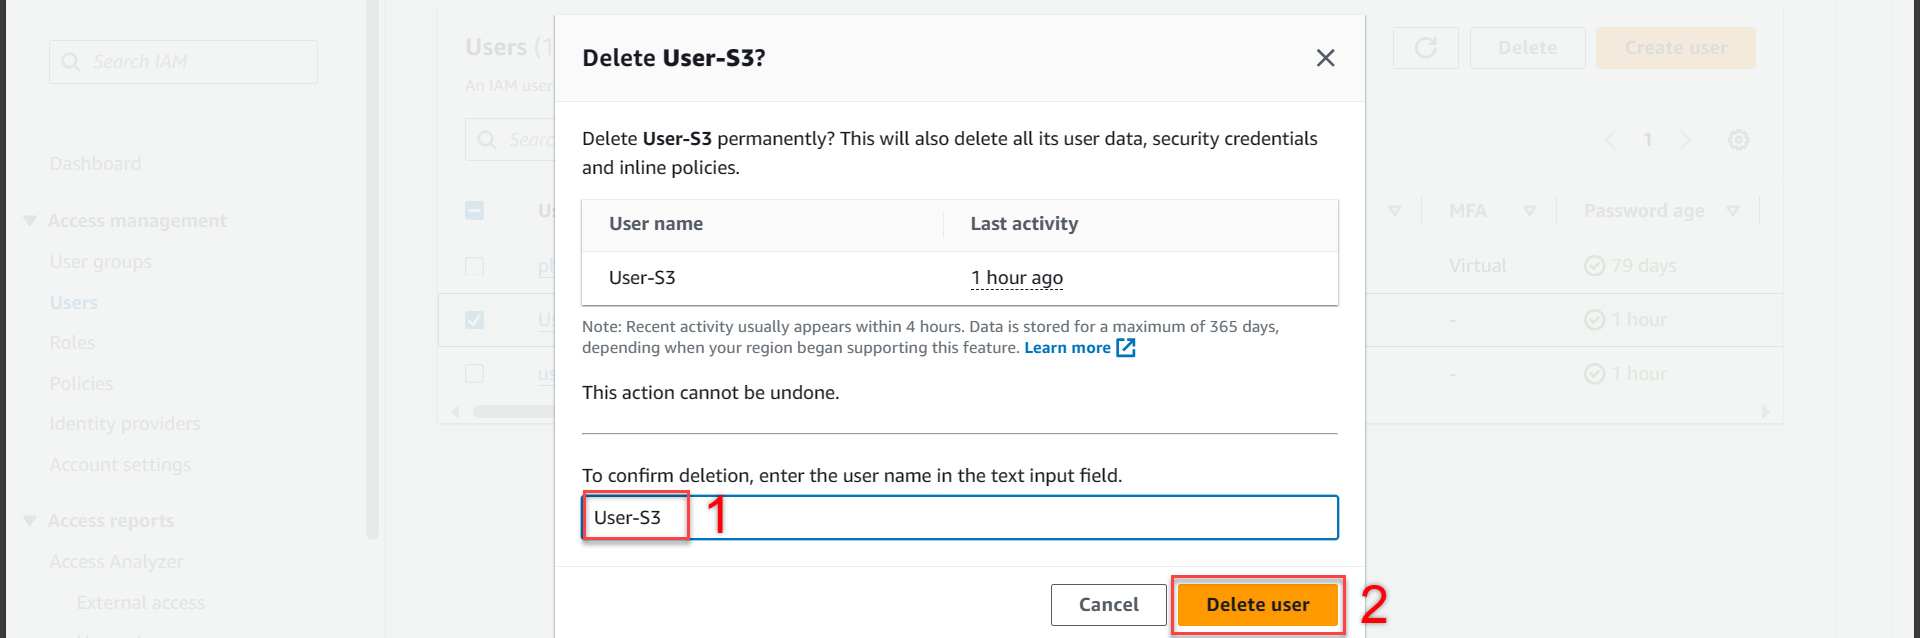 Search IAM
Dashboard
Access management
User groups
Users
Roles
Policies
Identity providers
Account settings
Access reports
Access Analyzer
External access
Users (1
An IAM user
Delete
Create user
1
MFA
Password age
Virtual
79 days
-
1 hour
-
1 hour
Delete User-S3?
Delete User-S3 permanently? This will also delete all its user data, security credentials
and inline policies.
User name
Last activity
User-S3
1 hour ago
Note: Recent activity usually appears within 4 hours. Data is stored for a maximum of 365 days,
depending when your region began supporting this feature. Learn more
This action cannot be undone.
To confirm deletion, enter the user name in the text input field.
User-S3
1
Cancel
Delete user
2